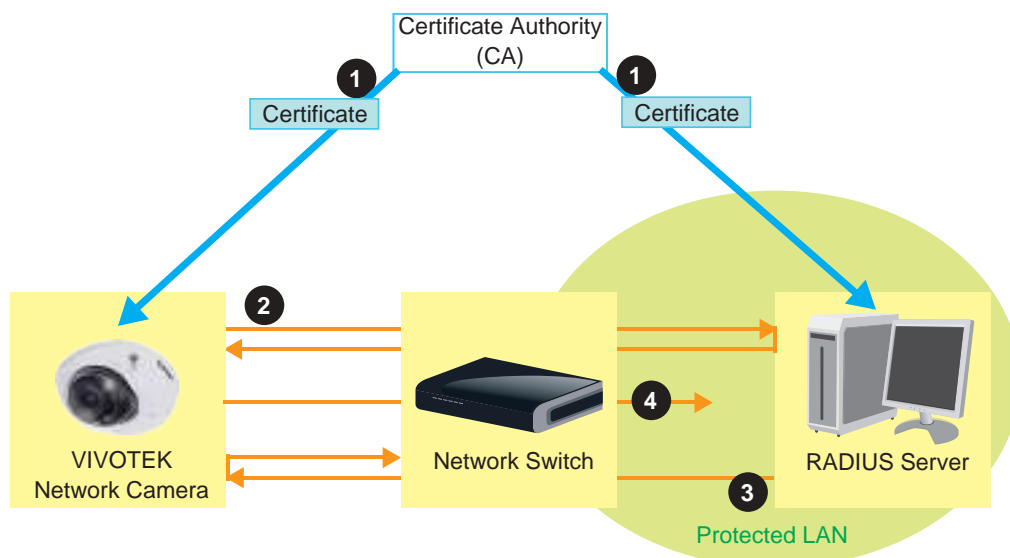 Certificate Authority
(CA)
1
1
Certificate
Certificate
2
4
VIVOTEK
Network Camera
Network Switch
RADIUS Server
3
Protected LAN